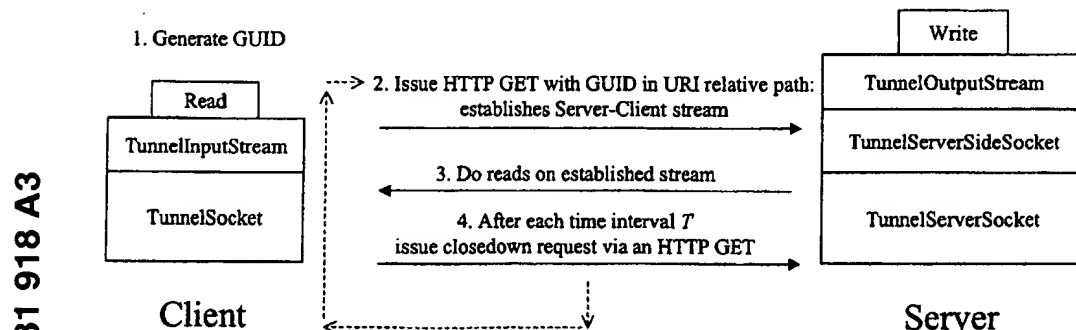 1. Generate GUID
Read
TunnelInputStream
TunnelSocket
Client
2. Issue HTTP GET with GUID in URI relative path:
establishes Server-Client stream
3. Do reads on established stream
4. After each time interval T
issue closedown request via an HTTP GET
Write
TunnelOutputStream
TunnelServerSideSocket
TunnelServerSocket
Server
918 A3